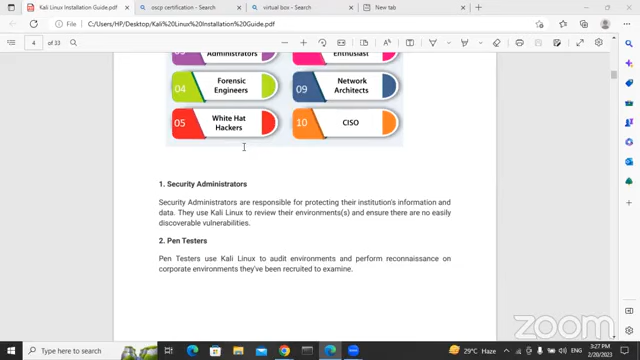 Kali Linux Installation Guide.pdf
oscp certification - Search
virtual box - Search
New tab
File
C:/Users/HP/Desktop/Kali%20Linux%20Installation%20Guide.pdf
4 of 33
03 Administrators
Enthusiast
04 Forensic Engineers
09 Network Architects
05 White Hat Hackers
10 CISO
1. Security Administrators
Security Administrators are responsible for protecting their institution's information and
data. They use Kali Linux to review their environments(s) and ensure there are no easily
discoverable vulnerabilities.
2. Pen Testers
Pen Testers use Kali Linux to audit environments and perform reconnaissance on
corporate environments they've been recruited to examine.
zoom
Type here to search
29°C Haze
3:27 PM
2/20/2023